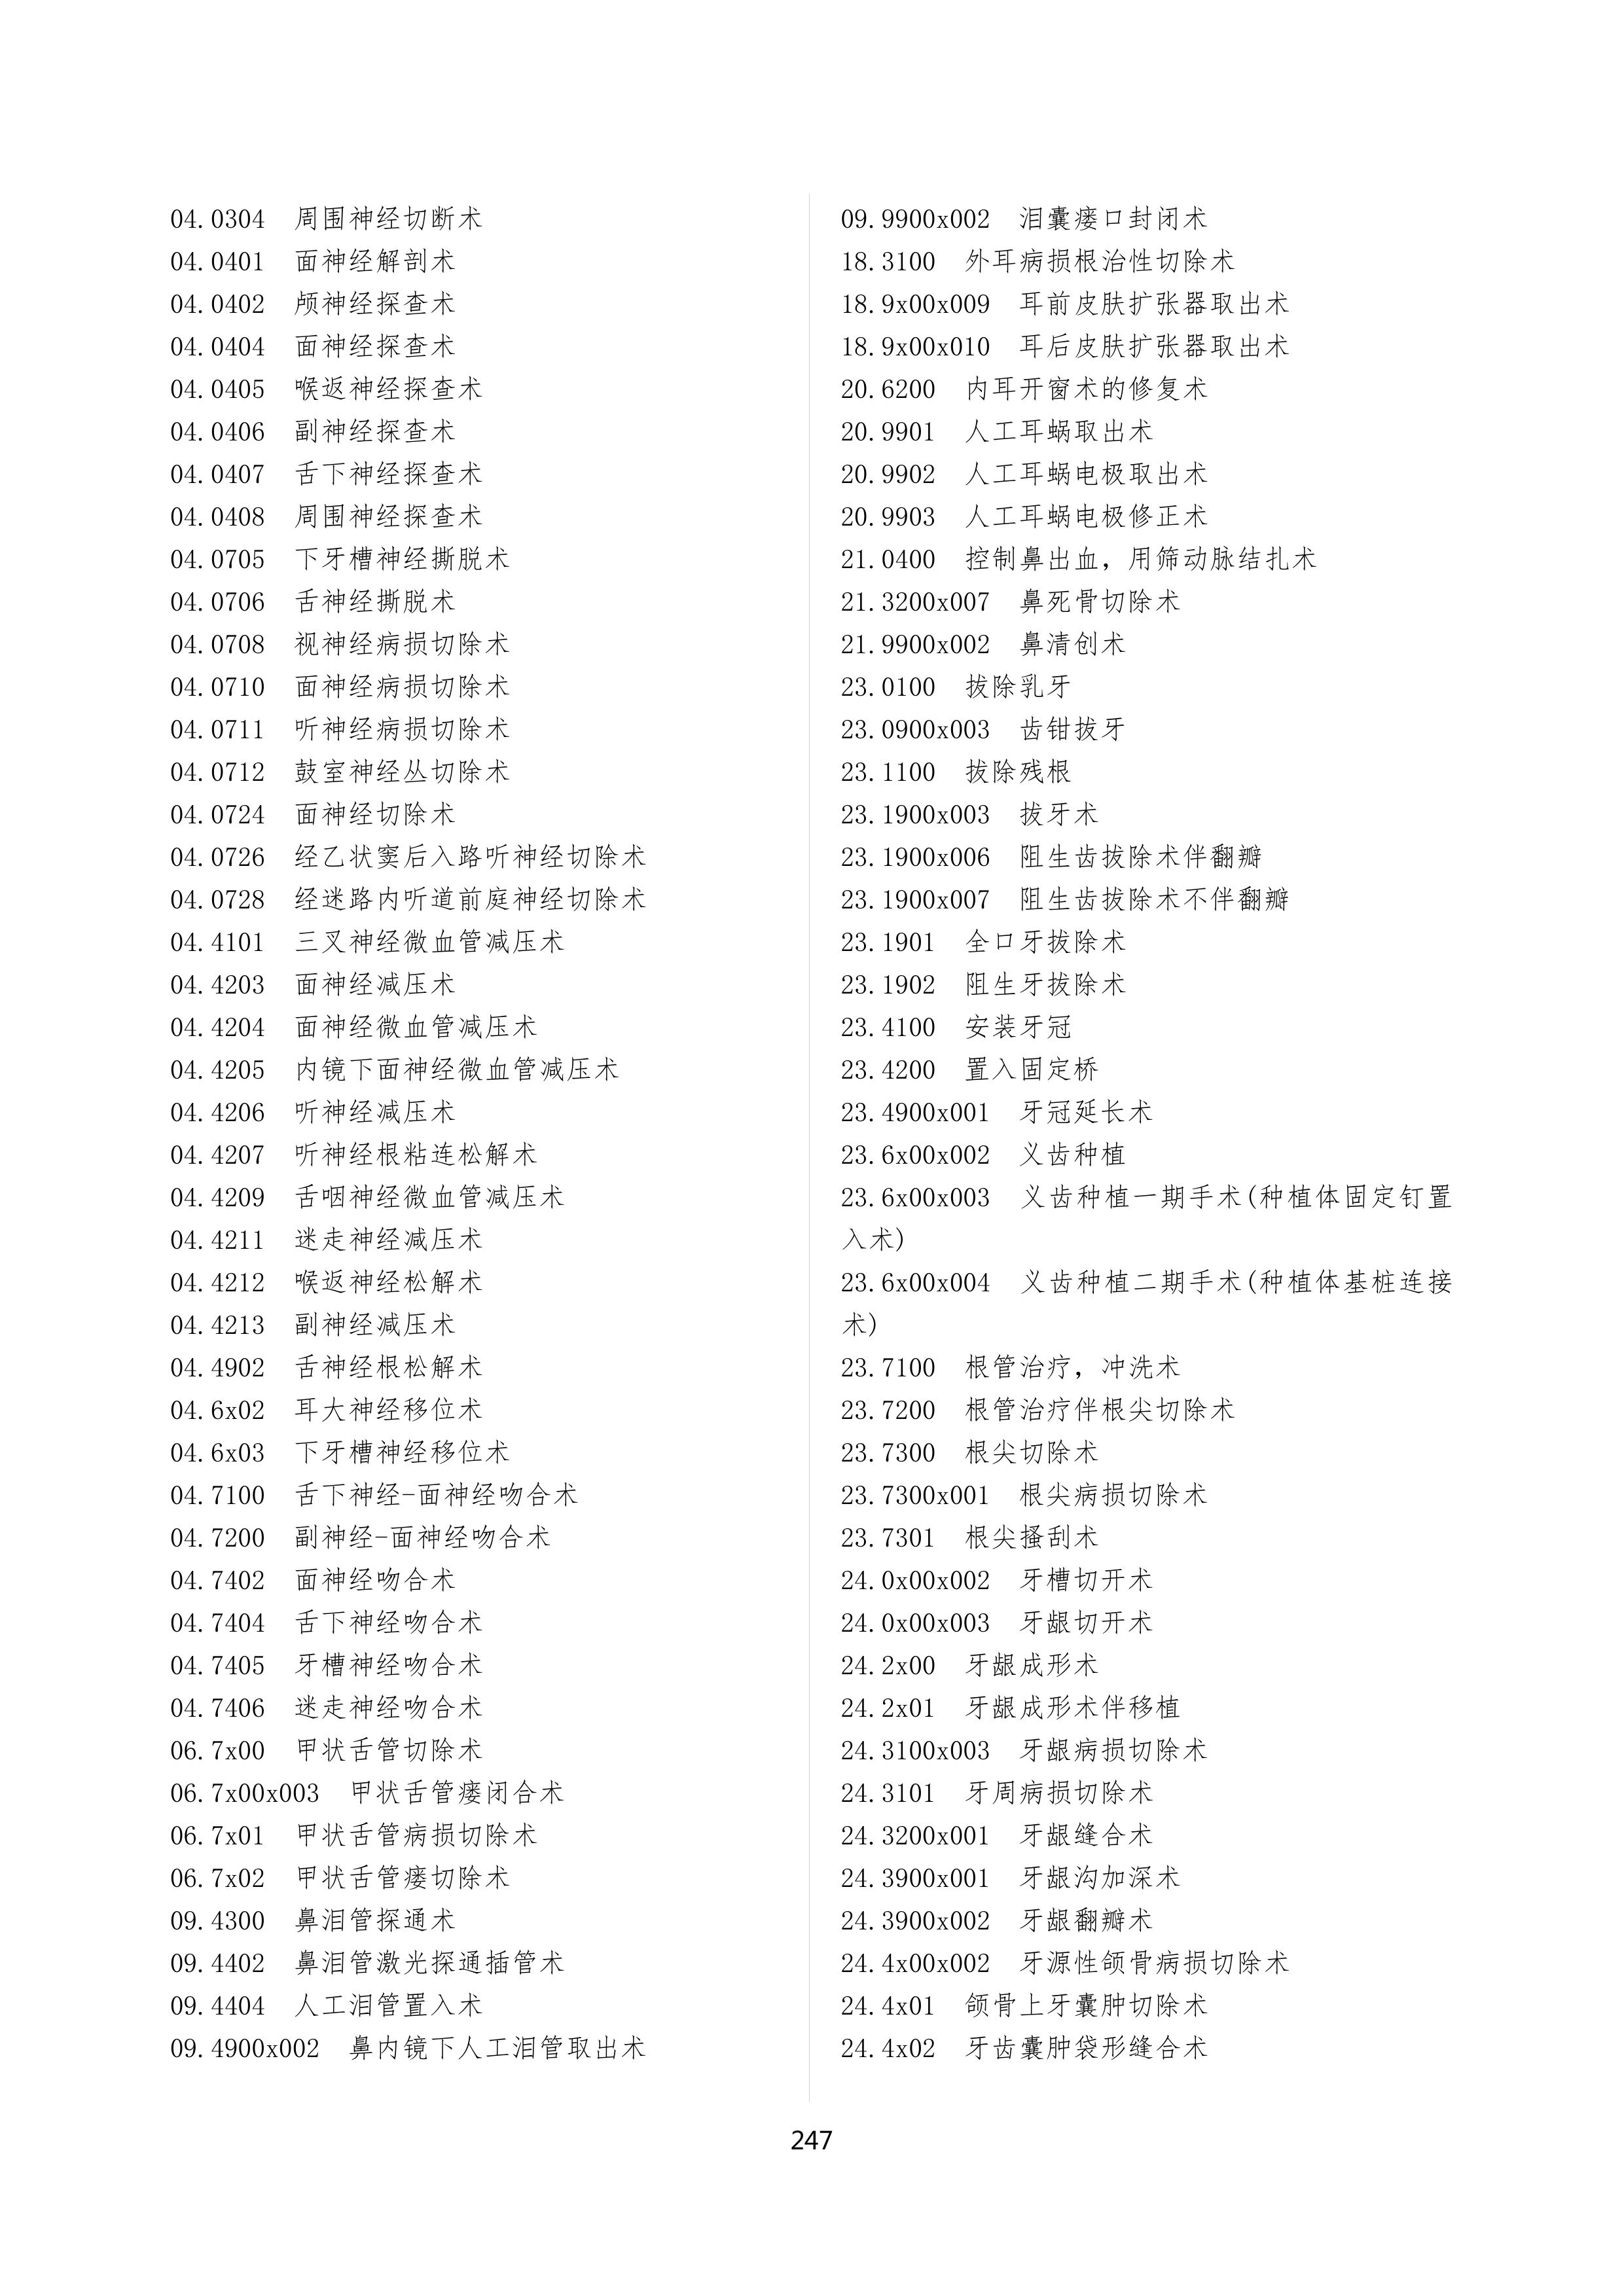 04.0304 周围神经切断术
04.0401 面神经解剖术
04.0402 颅神经探查术
04.0404 面神经探查术
04.0405 喉返神经探查术
04.0406 副神经探查术
04.0407 舌下神经探查术
04.0408 周围神经探查术
04.0705 下牙槽神经撕脱术
04.0706 舌神经撕脱术
04.0708 视神经病损切除术
04.0710 面神经病损切除术
04.0711 听神经病损切除术
04.0712 鼓室神经丛切除术
04.0724 面神经切除术
04.0726 经乙状窦后入路听神经切除术
04.0728 经迷路内听道前庭神经切除术
04.4101 三叉神经微血管减压术
04.4203 面神经减压术
04.4204 面神经微血管减压术
04.4205 内镜下面神经微血管减压术
04.4206 听神经减压术
04.4207 听神经根粘连松解术
04.4209 舌咽神经微血管减压术
04.4211 迷走神经减压术
04.4212 喉返神经松解术
04.4213 副神经减压术
04.4902 舌神经根松解术
04.6x02 耳大神经移位术
04.6x03 下牙槽神经移位术
04.7100 舌下神经-面神经吻合术
04.7200 副神经-面神经吻合术
04.7402 面神经吻合术
04.7404 舌下神经吻合术
04.7405 牙槽神经吻合术
04.7406 迷走神经吻合术
06.7x00 甲状舌管切除术
06.7x00x003 甲状舌管瘘闭合术
06.7x01 甲状舌管病损切除术
06.7x02 甲状舌管瘘切除术
09.4300 鼻泪管探通术
09.4402 鼻泪管激光探通插管术
09.4404 人工泪管置入术
09.4900x002 鼻内镜下人工泪管取出术
09.9900x002 泪囊瘘口封闭术
18.3100 外耳病损根治性切除术
18.9x00x009 耳前皮肤扩张器取出术
18.9x00x010 耳后皮肤扩张器取出术
20.6200 内耳开窗术的修复术
20.9901 人工耳蜗取出术
20.9902 人工耳蜗电极取出术
20.9903 人工耳蜗电极修正术
21.0400 控制鼻出血，用筛动脉结扎术
21.3200x007 鼻死骨切除术
21.9900x002 鼻清创术
23.0100 拔除乳牙
23.0900x003 齿钳拔牙
23.1100 拔除残根
23.1900x003 拔牙术
23.1900x006 阻生齿拔除术伴翻瓣
23.1900x007 阻生齿拔除术不伴翻瓣
23.1901 全口牙拔除术
23.1902 阻生牙拔除术
23.4100 安装牙冠
23.4200 置入固定桥
23.4900x001 牙冠延长术
23.6x00x002 义齿种植
23.6x00x003 义齿种植一期手术(种植体固定钉置
入术)
23.6x00x004 义齿种植二期手术(种植体基桩连接
术)
23.7100 根管治疗，冲洗术
23.7200 根管治疗伴根尖切除术
23.7300 根尖切除术
23.7300x001 根尖病损切除术
23.7301 根尖搔刮术
24.0x00x002 牙槽切开术
24.0x00x003 牙龈切开术
24.2x00 牙龈成形术
24.2x01 牙龈成形术伴移植
24.3100x003 牙龈病损切除术
24.3101 牙周病损切除术
24.3200x001 牙龈缝合术
24.3900x001 牙龈沟加深术
24.3900x002 牙龈翻瓣术
24.4x00x002 牙源性颌骨病损切除术
24.4x01 颌骨上牙囊肿切除术
24.4x02 牙齿囊肿袋形缝合术
247